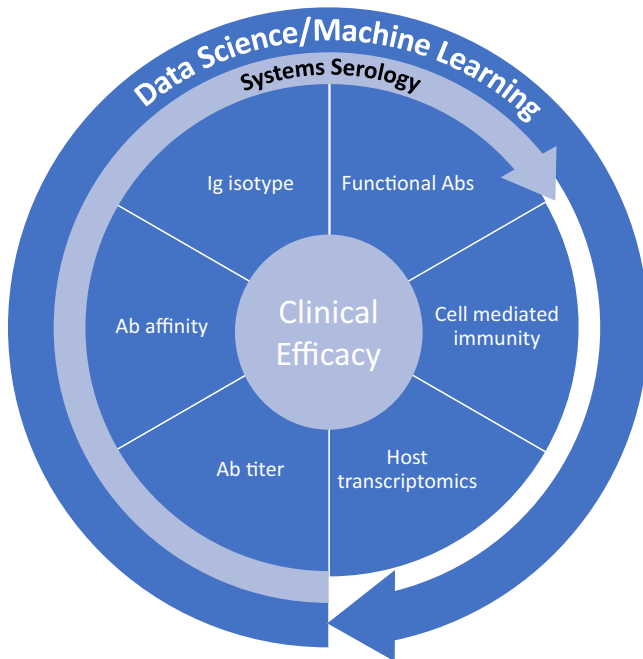 Data Science/Machine Learning
Systems Serology
Ig isotype
Functional Abs
Ab affinity
Clinical
Efficacy
Cell mediated
immunity
Ab titer
Host
transcriptomics